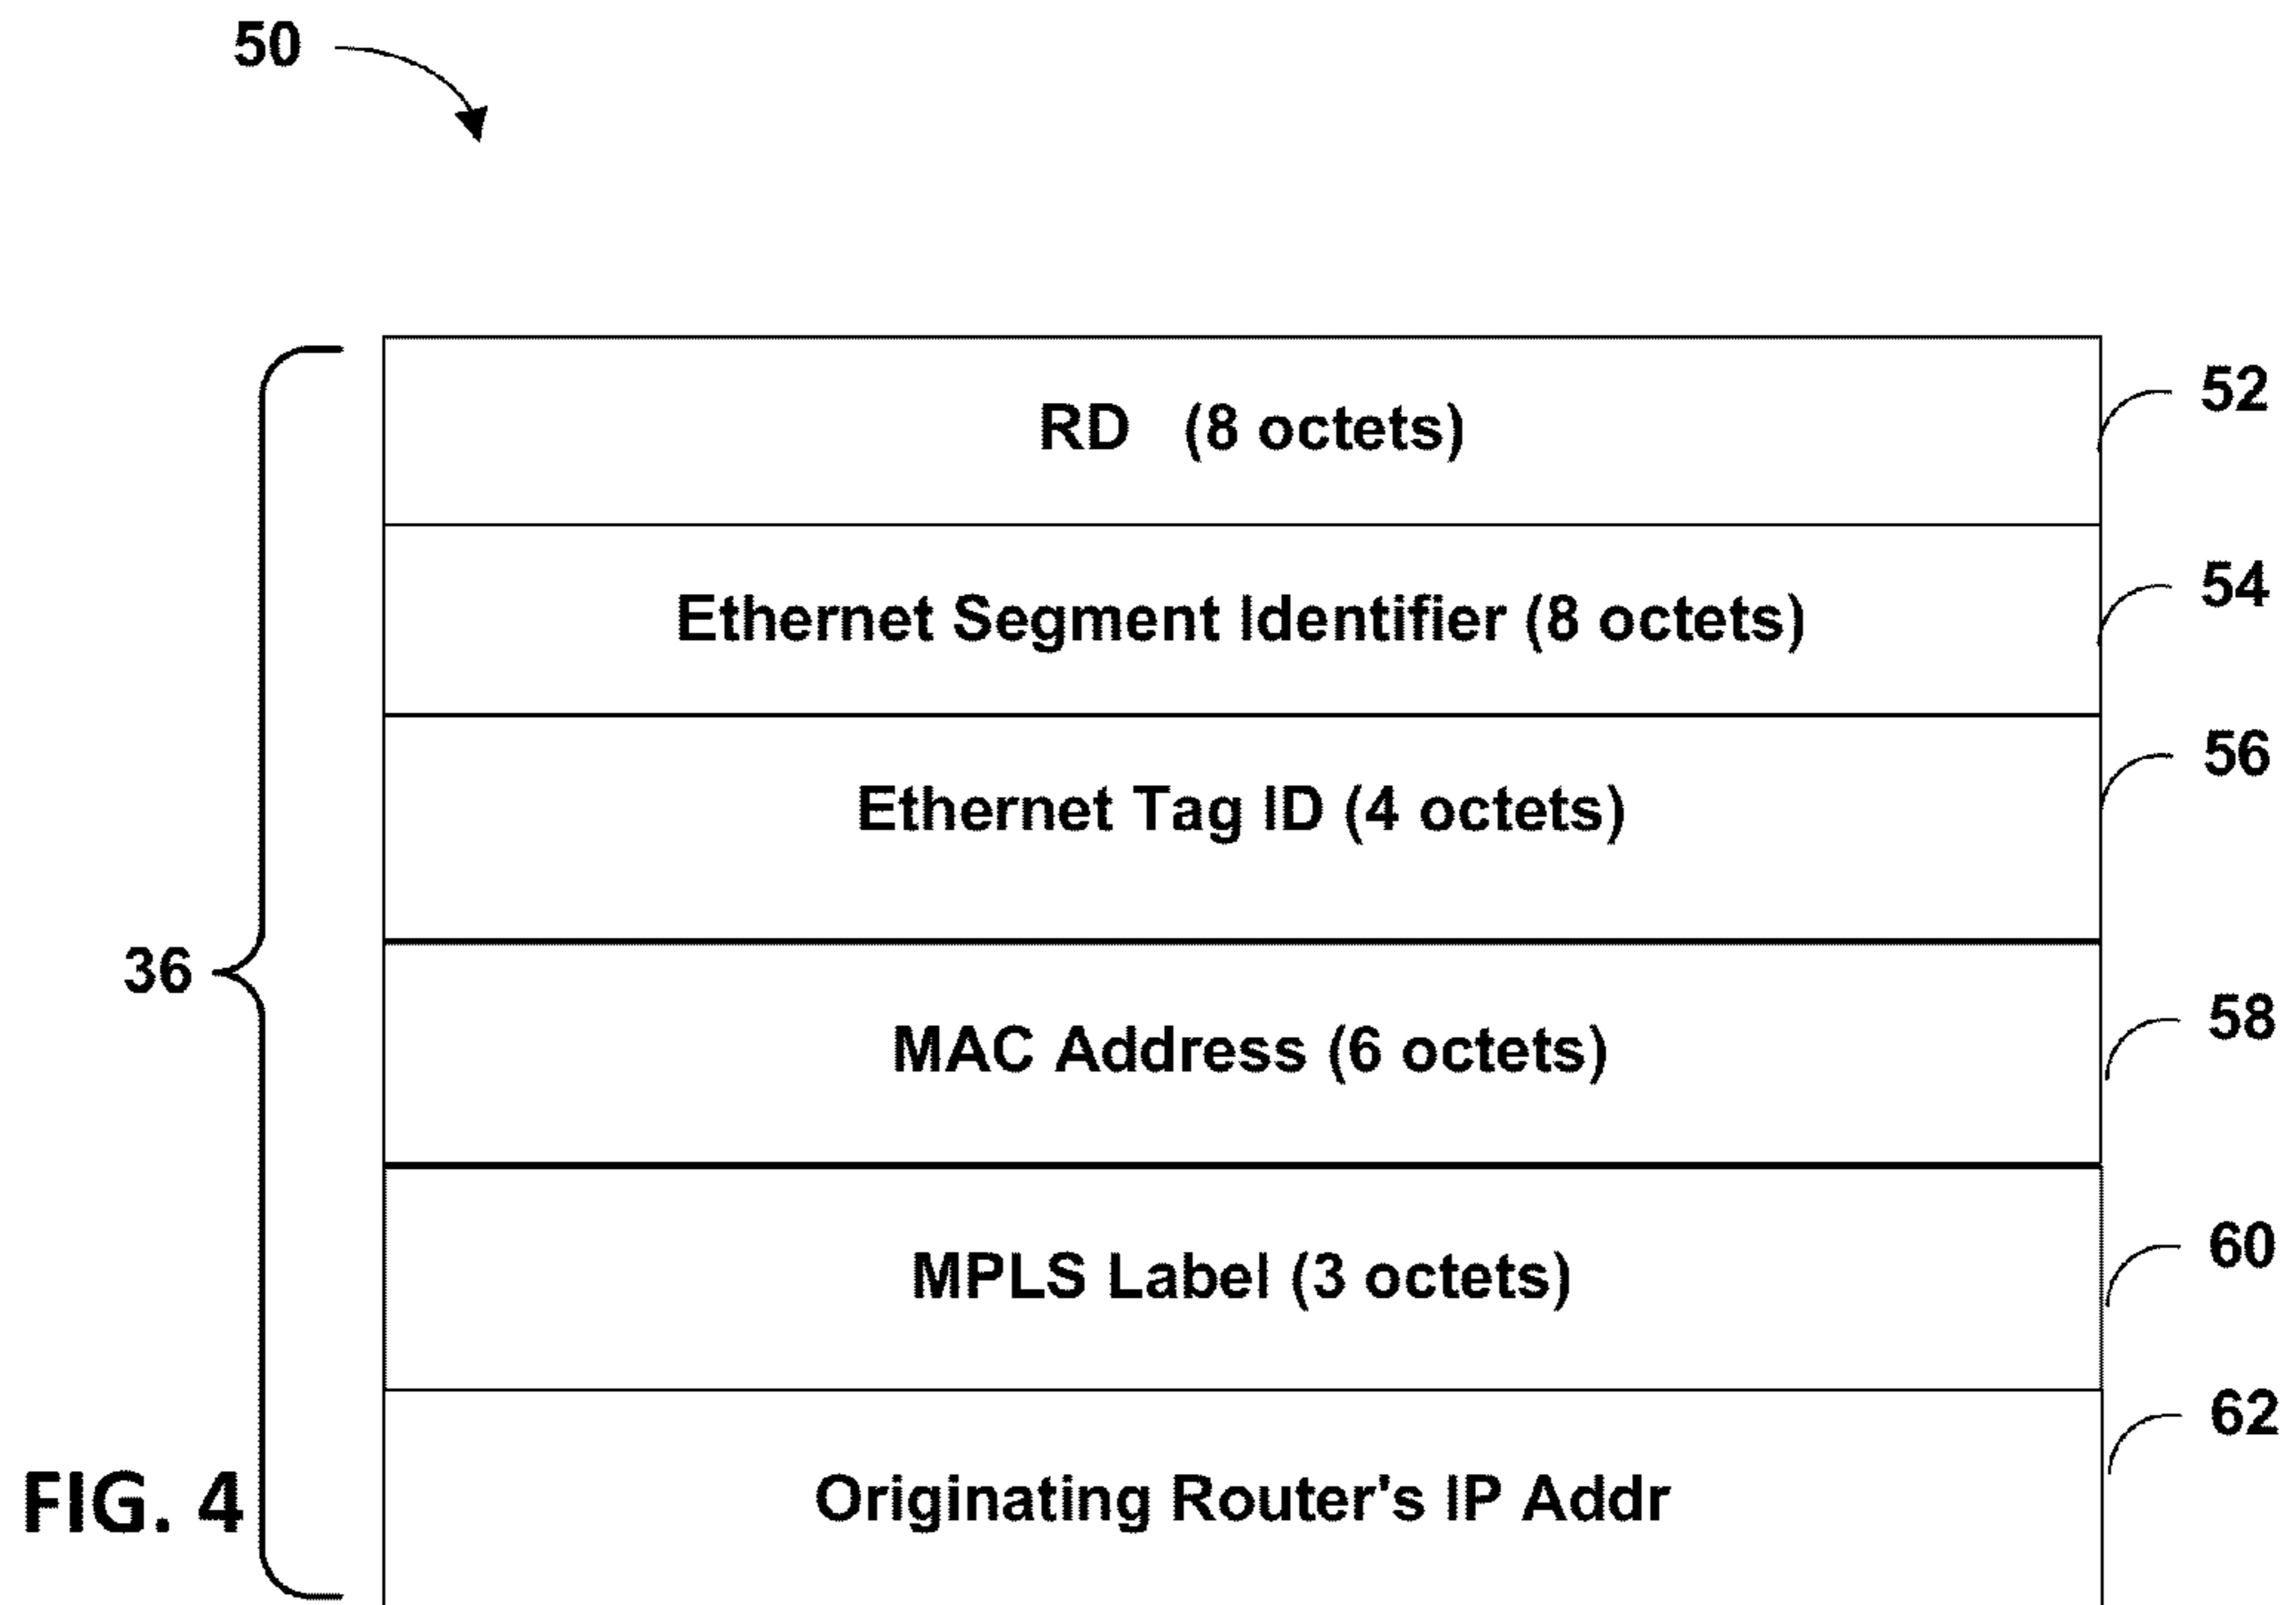 50
RD (8 octets)
52
Ethernet Segment Identifier (8 octets)
54
Ethernet Tag ID (4 octets)
56
36
MAC Address (6 octets)
58
MPLS Label (3 octets)
60
Originating Router's IP Addr
62
FIG. 4